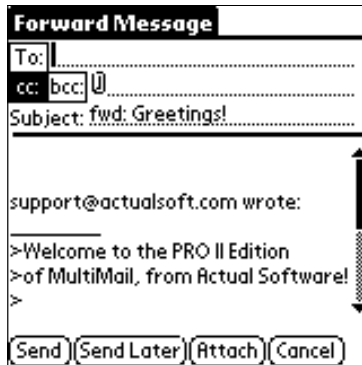 Forward Message
To:
cc: bcc:
Subject: fwd: Greetings!
support@actualsoft.com wrote:
>Welcome to the PRO II Edition
>of MultiMail, from Actual Software!
>
Send Send Later Attach Cancel